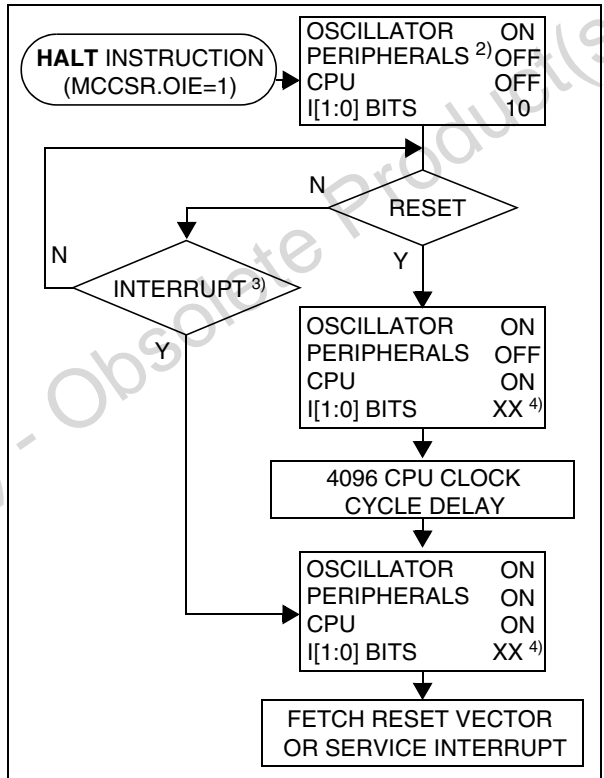 HALT INSTRUCTION
(MCCSR.OIE=1)
OSCILLATOR ON
PERIPHERALS 2) OFF
CPU OFF
I[1:0] BITS 10
N
RESET
N
Y
INTERRUPT 3)
Y
OSCILLATOR ON
PERIPHERALS OFF
CPU ON
I[1:0] BITS XX 4)
4096 CPU CLOCK
CYCLE DELAY
OSCILLATOR ON
PERIPHERALS ON
CPU ON
I[1:0] BITS XX 4)
FETCH RESET VECTOR
OR SERVICE INTERRUPT
- Obsolete Product(s